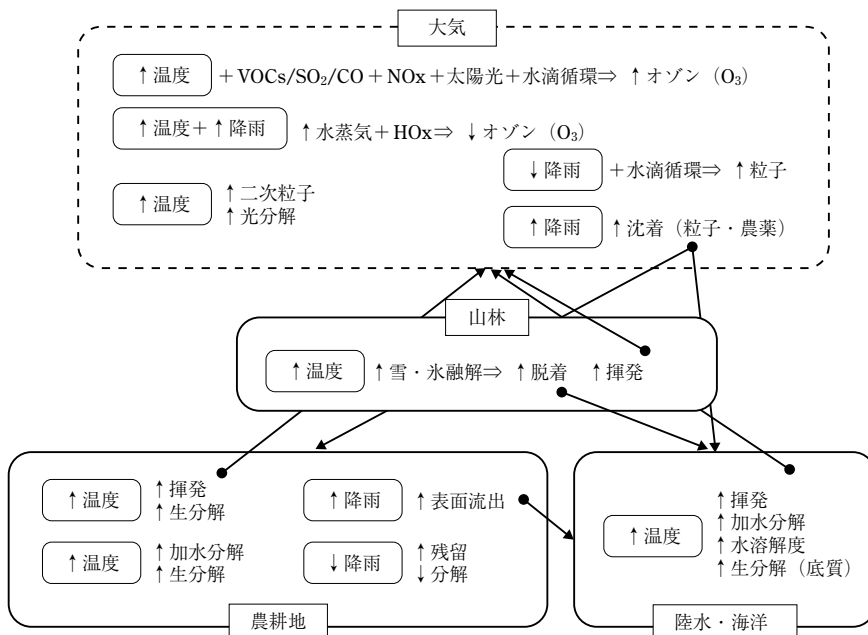 大気
↑温度 ＋VOCs/SO₂/CO＋NOx＋太陽光＋水滴循環⇒ ↑オゾン（O₃）
↑温度＋↑降雨 ↑水蒸気＋HOx⇒ ↓オゾン（O₃）
↓降雨 ＋水滴循環⇒ ↑粒子
↑温度 ↑二次粒子
↑光分解
↑降雨 ↑沈着（粒子・農薬）
山林
↑温度 ↑雪・氷融解⇒ ↑脱着 ↑揮発
↑温度 ↑揮発
↑生分解
↑降雨 ↑表面流出
↑温度 ↑加水分解
↑生分解
↓降雨 ↑残留
↓分解
農耕地
↑温度 ↑揮発
↑加水分解
↑水溶解度
↑生分解（底質）
陸水・海洋